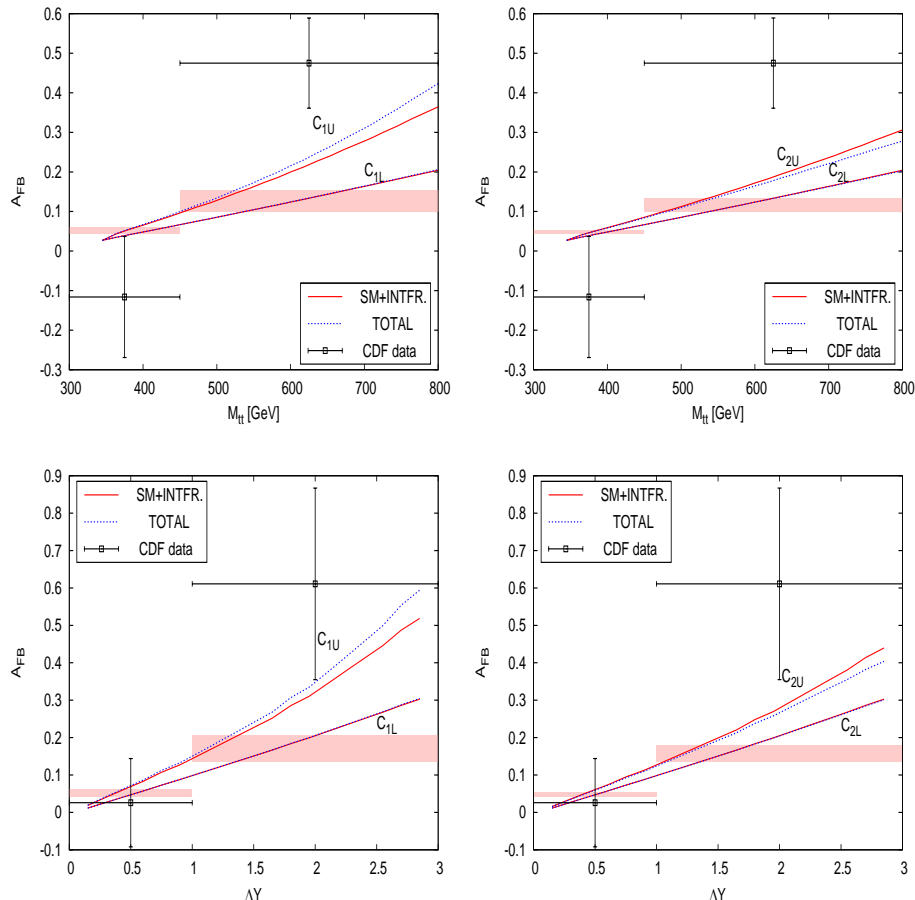 0.6
0.5
0.4
0.3
0.2
0.1
0
-0.1
-0.2
-0.3
A_FB
C_1U
C_1L
SM+INTFR.
TOTAL
CDF data
300 400 500 600 700 800
M_tt [GeV]
0.6
0.5
0.4
0.3
0.2
0.1
0
-0.1
-0.2
-0.3
A_FB
C_2U
C_2L
SM+INTFR.
TOTAL
CDF data
300 400 500 600 700 800
M_tt [GeV]
0.9
0.8
0.7
0.6
0.5
0.4
0.3
0.2
0.1
0
-0.1
A_FB
SM+INTFR.
TOTAL
CDF data
C_1U
C_1L
0 0.5 1 1.5 2 2.5 3
ΔY
0.9
0.8
0.7
0.6
0.5
0.4
0.3
0.2
0.1
0
-0.1
A_FB
SM+INTFR.
TOTAL
CDF data
C_2U
C_2L
0 0.5 1 1.5 2 2.5 3
ΔY